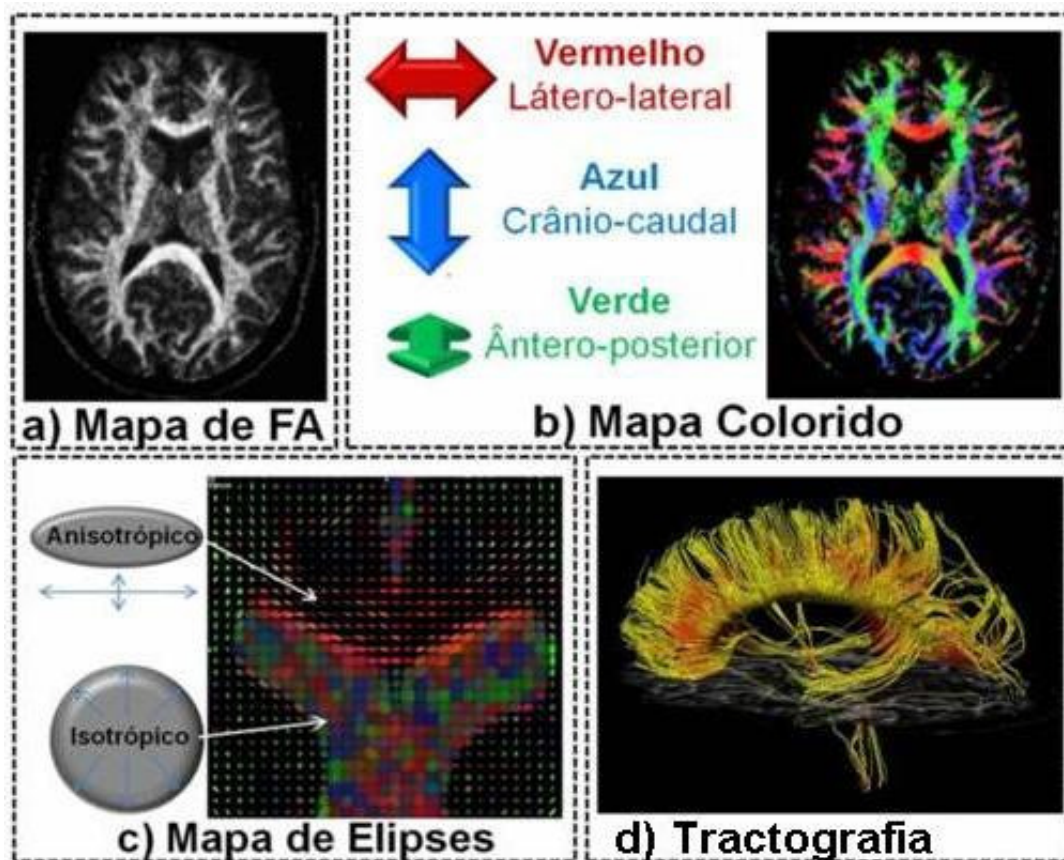 Vermelho
Látero-lateral
Azul
Crânio-caudal
Verde
Ântero-posterior
a) Mapa de FA
b) Mapa Colorido
Anisotrópico
Isotrópico
c) Mapa de Elipses
d) Tractografia